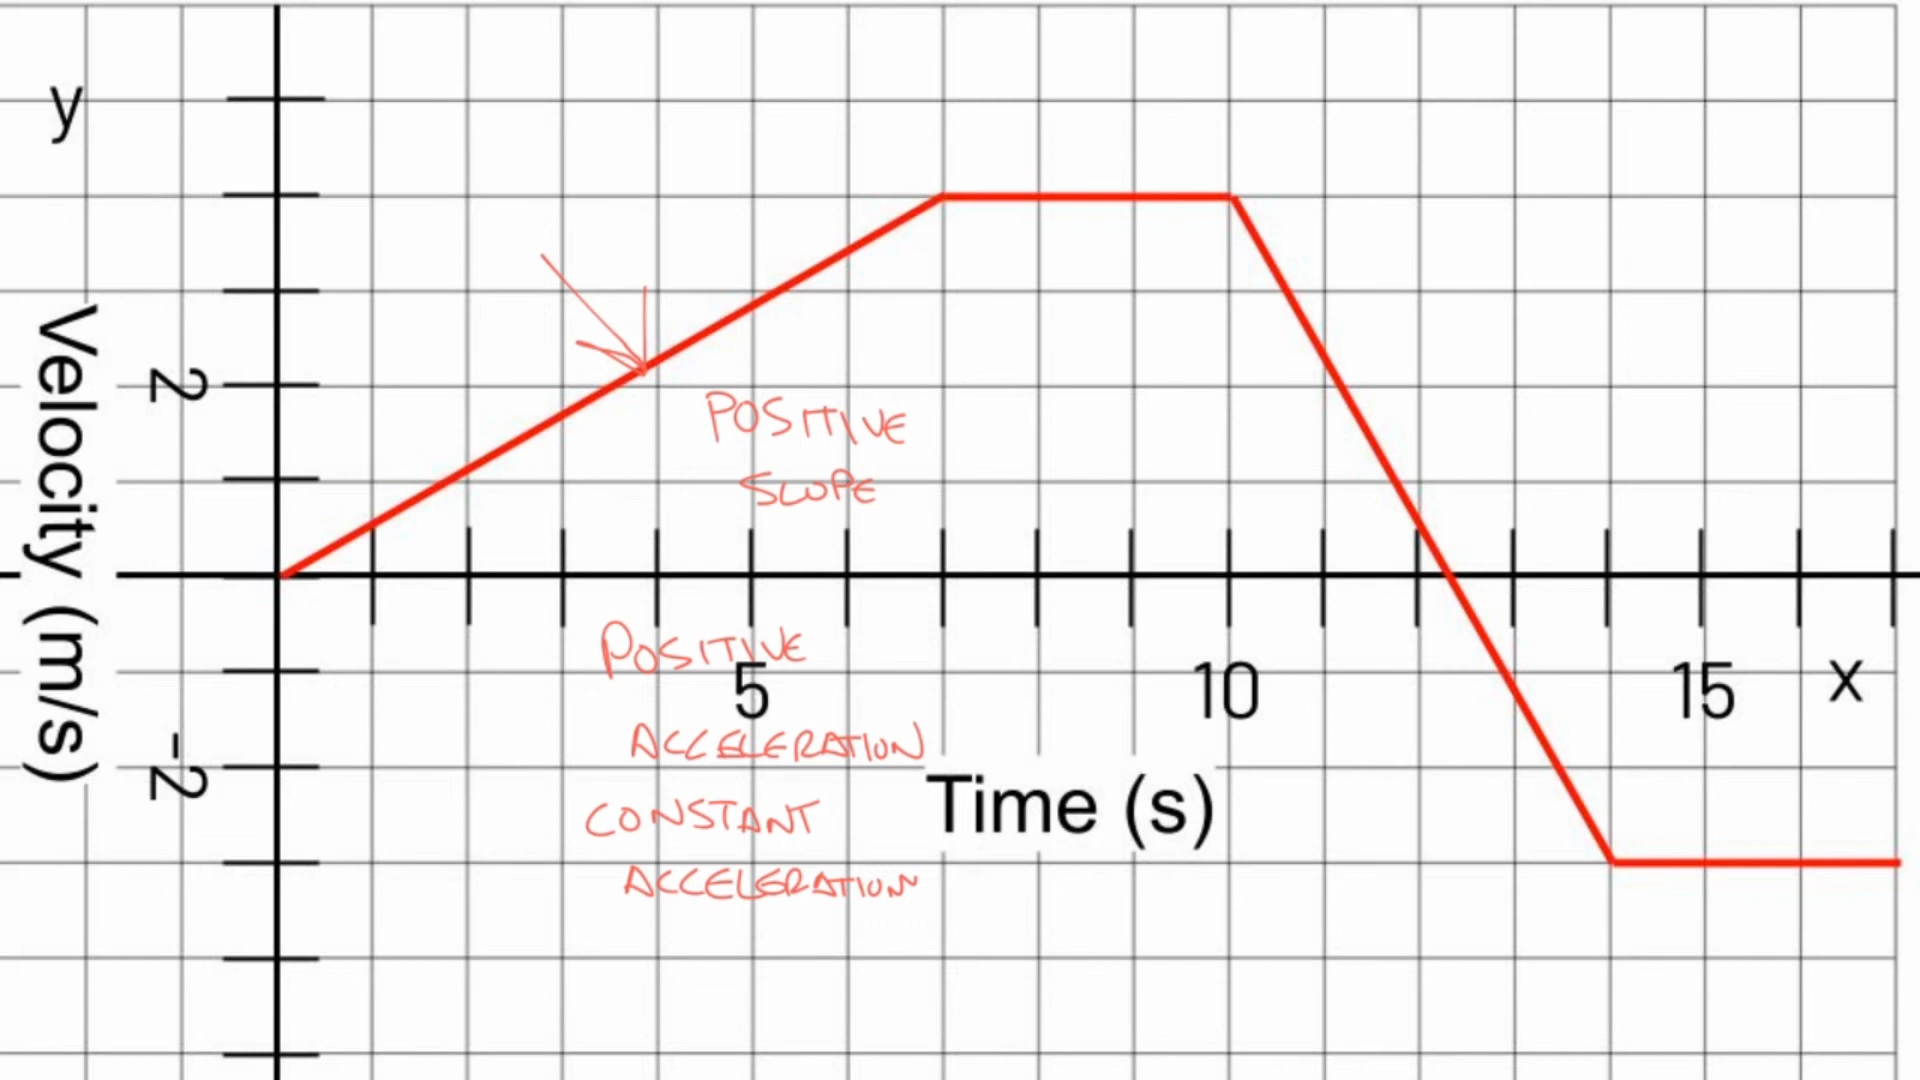 y
Velocity (m/s)
2
POSITIVE
SLOPE
POSITIVE
5
10
15
x
-2
ACCELERATION
Time (s)
CONSTANT
ACCELERATION